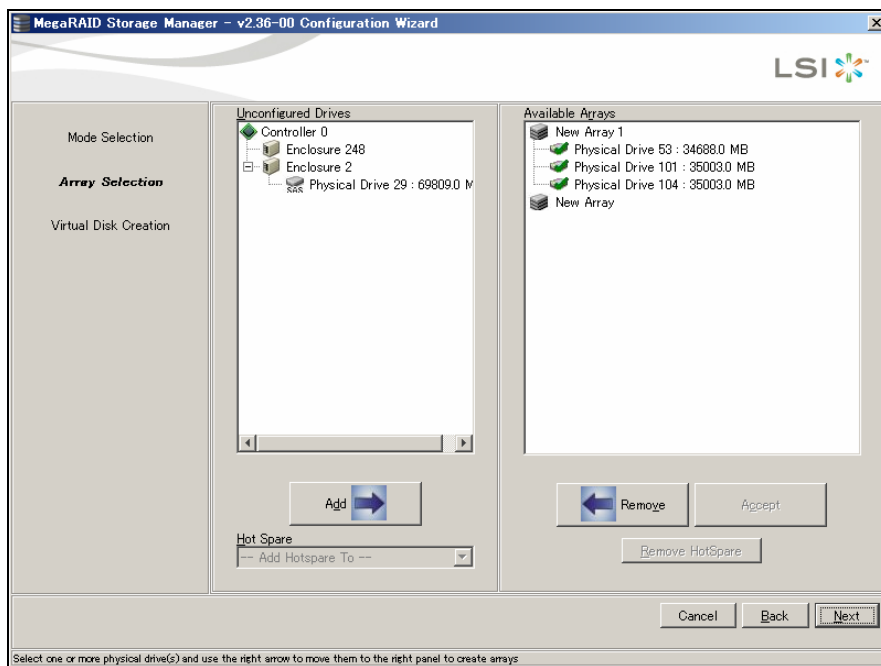 MegaRAID Storage Manager - v2.36-00 Configuration Wizard
LSI
Mode Selection
Array Selection
Virtual Disk Creation
Unconfigured Drives
Controller 0
Enclosure 248
Enclosure 2
SAS Physical Drive 29 : 69809.0 M
Add
Hot Spare
-- Add Hotspare To --
Available Arrays
New Array 1
Physical Drive 53 : 34688.0 MB
Physical Drive 101 : 35003.0 MB
Physical Drive 104 : 35003.0 MB
New Array
Remove
Accept
Remove HotSpare
Cancel
Back
Next
Select one or more physical drive(s) and use the right arrow to move them to the right panel to create arrays